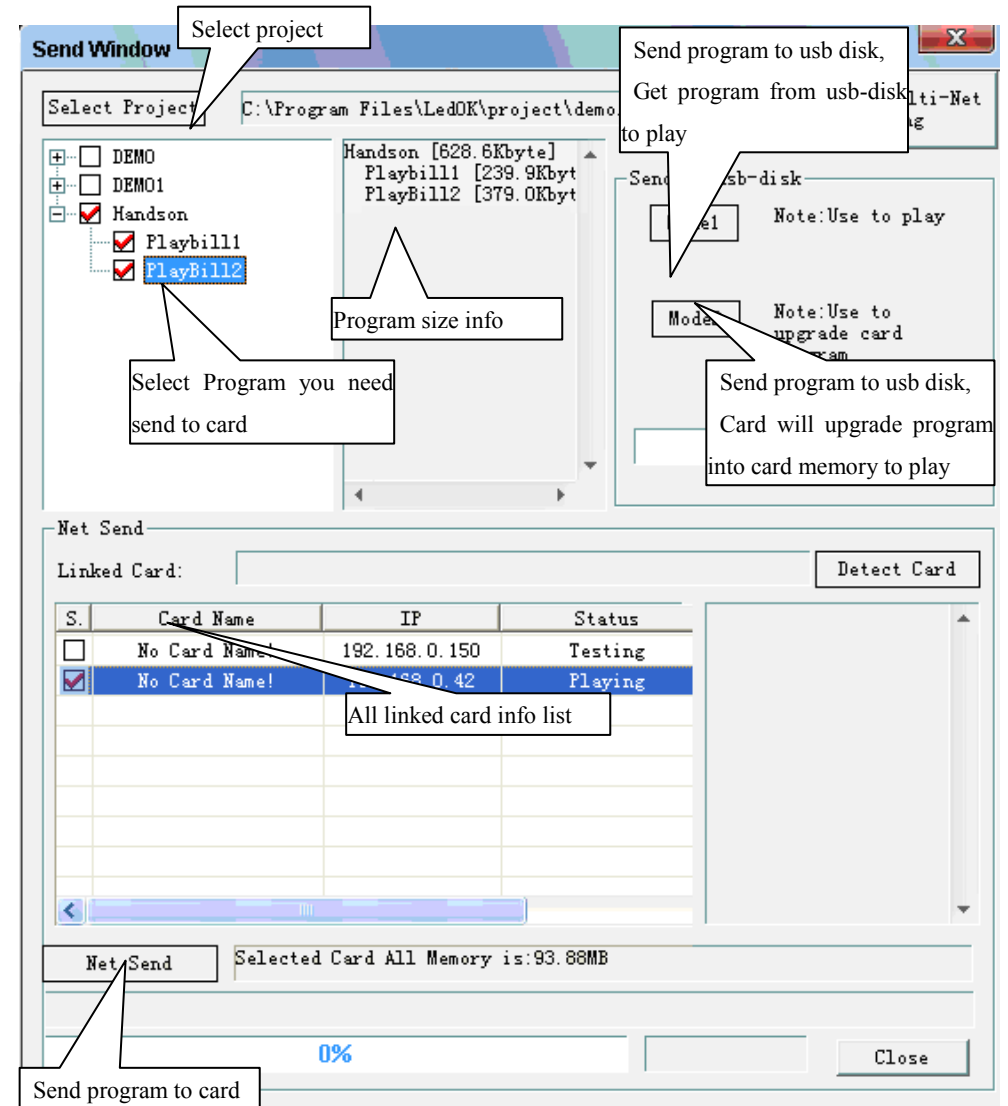 Select project
Send Window
Send program to usb disk,
Get program from usb-disk
to play
Select Project
C:\Program Files\LedOK\project\demo.
lti-Net
DEMO
DEMO1
Handson
Playbill1
PlayBill2
Handson [628.6Kbyte]
Playbill1 [239.9Kbyt
PlayBill2 [379.0Kbyt
Program size info
Select Program you need
send to card
Note:Use to play
Mode
Note:Use to
upgrade card
Send program to usb disk,
Card will upgrade program
into card memory to play
Net Send
Linked Card:
Detect Card
S. Card Name IP Status
No Card Name! 192.168.0.150 Testing
No Card Name! 168.0.42 Playing
All linked card info list
Net Send
Selected Card All Memory is:93.88MB
0%
Close
Send program to card